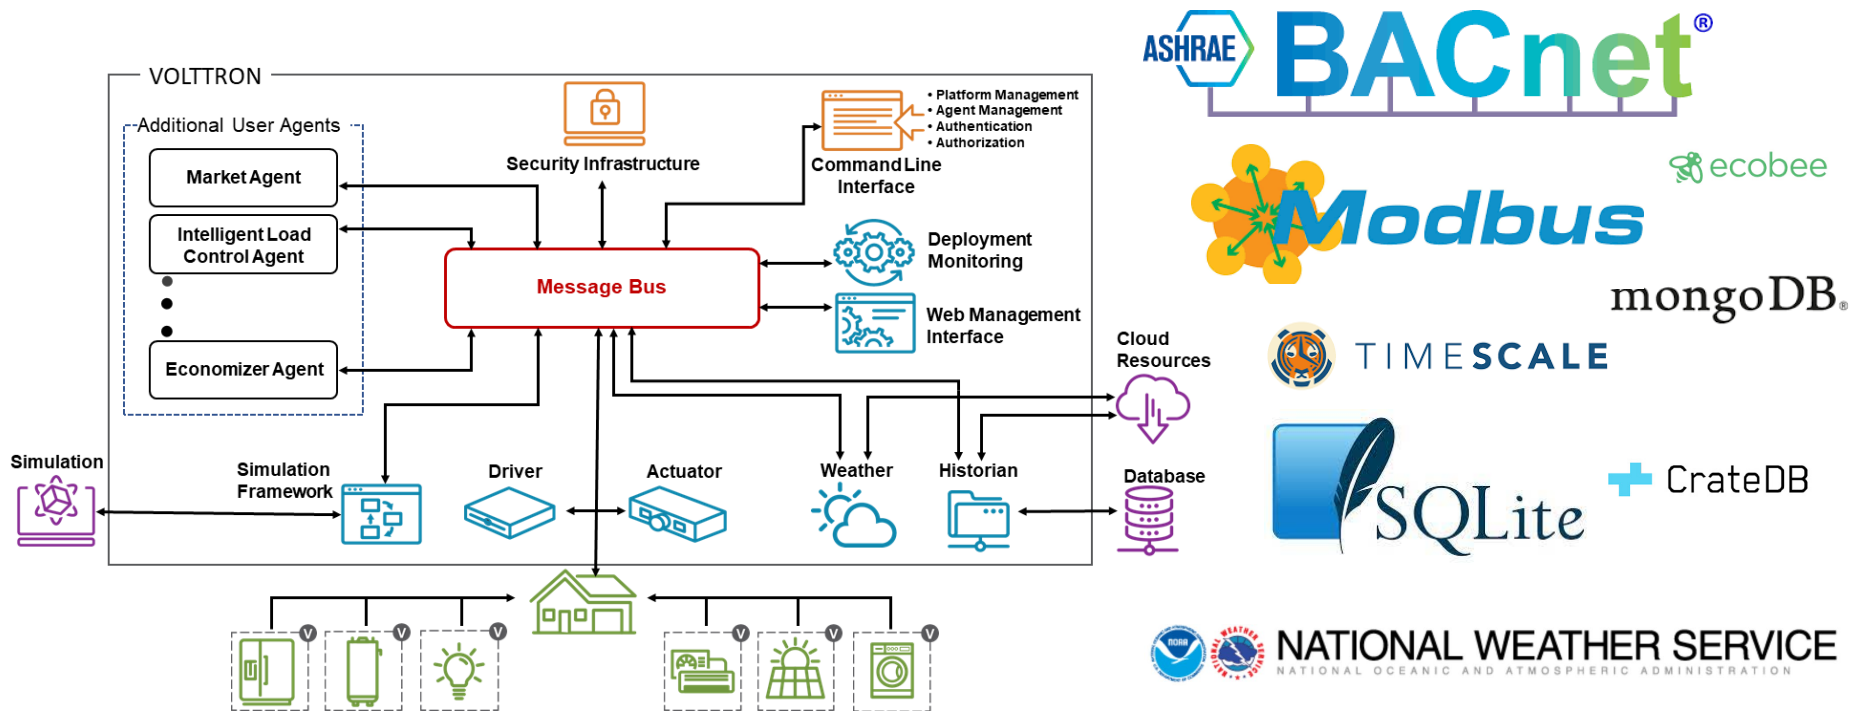 VOLTTRON
Additional User Agents
Market Agent
Intelligent Load
Control Agent
Economizer Agent
Security Infrastructure
• Platform Management
• Agent Management
• Authentication
• Authorization
Command Line
Interface
Message Bus
Deployment
Monitoring
Web Management
Interface
Cloud
Resources
Simulation
Simulation
Framework
Driver
Actuator
Weather
Historian
Database
V
V
V
V
V
V
ASHRAE
BACnet®
Modbus
ecobee
mongoDB®
TIMESCALE
SQLite
CrateDB
NOAA
NATIONAL WEATHER SERVICE
NATIONAL OCEANIC AND ATMOSPHERIC ADMINISTRATION